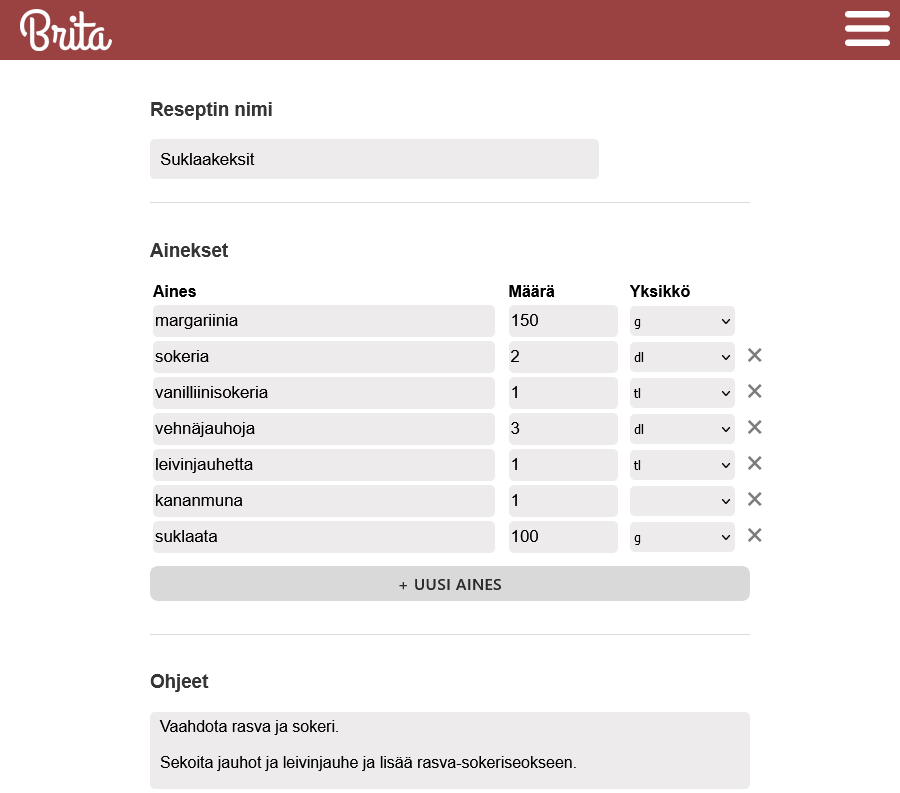 Brita
Reseptin nimi
Suklaakeksit
Ainekset
Aines Määrä Yksikkö
margariinia 150 g
sokeria 2 dl
vanilliinisokeria 1 tl
vehnäjauhoja 3 dl
leivinjauhetta 1 tl
kananmuna 1
suklaata 100 g
+ UUSI AINES
Ohjeet
Vaahdota rasva ja sokeri.
Sekoita jauhot ja leivinjauhe ja lisää rasva-sokeriseokseen.